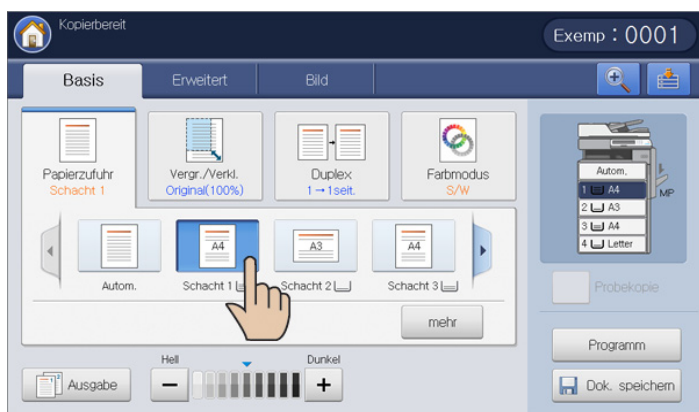 Kopierbereit
Exemp : 0001
Basis
Erweitert
Bild
Papierzufuhr
Schacht 1
Vergr./Verkl.
Original(100%)
Duplex
1→1seit.
Farbmodus
S/W
Autom.
A4
Schacht 1
A3
Schacht 2
A4
Schacht 3
mehr
Hell
Dunkel
Ausgabe
Autom.
1 A4
2 A3
3 A4
4 Letter
MP
Probekopie
Programm
Dok. speichern